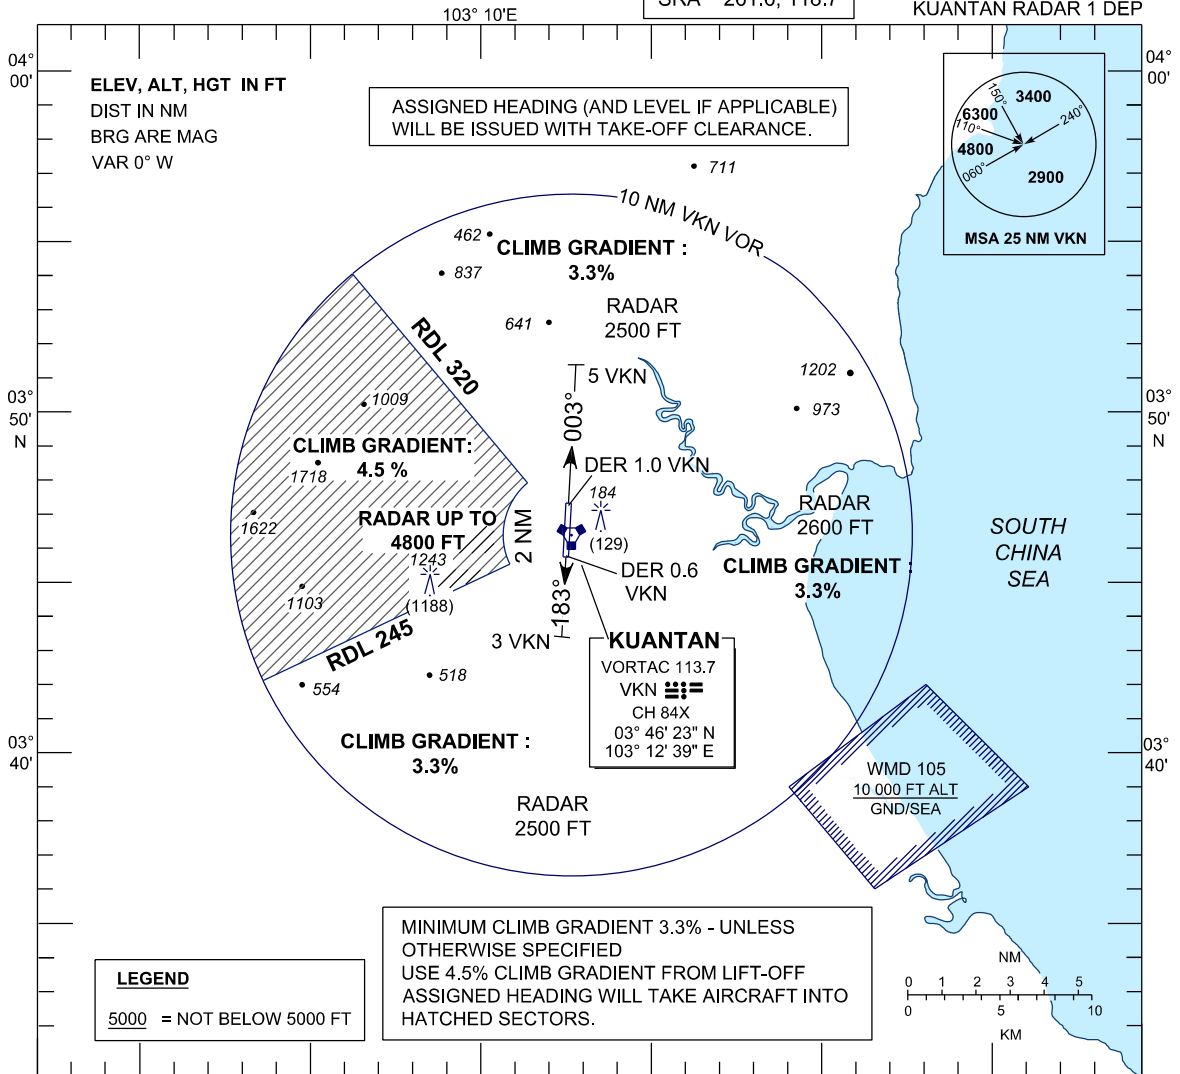 103° 10'E
SRA 261.6, 118.7
KUANTAN RADAR 1 DEP
04°
00'
04°
00'
ELEV, ALT, HGT IN FT
DIST IN NM
BRG ARE MAG
VAR 0° W
ASSIGNED HEADING (AND LEVEL IF APPLICABLE)
WILL BE ISSUED WITH TAKE-OFF CLEARANCE.
150°
3400
6300
240°
110°
4800
060°
2900
MSA 25 NM VKN
711
10 NM VKN VOR
462
CLIMB GRADIENT :
3.3%
837
RADAR
2500 FT
641
RDL 320
5 VKN
1202
03°
50'
N
1009
003°
973
03°
50'
N
CLIMB GRADIENT:
4.5 %
1718
DER 1.0 VKN
184
(129)
1622
RADAR UP TO
4800 FT
2 NM
RADAR
2600 FT
SOUTH
CHINA
SEA
1243
(1188)
CLIMB GRADIENT :
3.3%
DER 0.6
VKN
1103
183°
3 VKN
RDL 245
KUANTAN
VORTAC 113.7
VKN
CH 84X
03° 46' 23" N
103° 12' 39" E
518
554
CLIMB GRADIENT :
3.3%
03°
40'
03°
40'
WMD 105
10 000 FT ALT
GND/SEA
RADAR
2500 FT
MINIMUM CLIMB GRADIENT 3.3% - UNLESS
OTHERWISE SPECIFIED
USE 4.5% CLIMB GRADIENT FROM LIFT-OFF
ASSIGNED HEADING WILL TAKE AIRCRAFT INTO
HATCHED SECTORS.
LEGEND
5000 = NOT BELOW 5000 FT
NM
0 1 2 3 4 5
0 5 10
KM